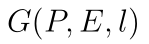 G(P, E, l)